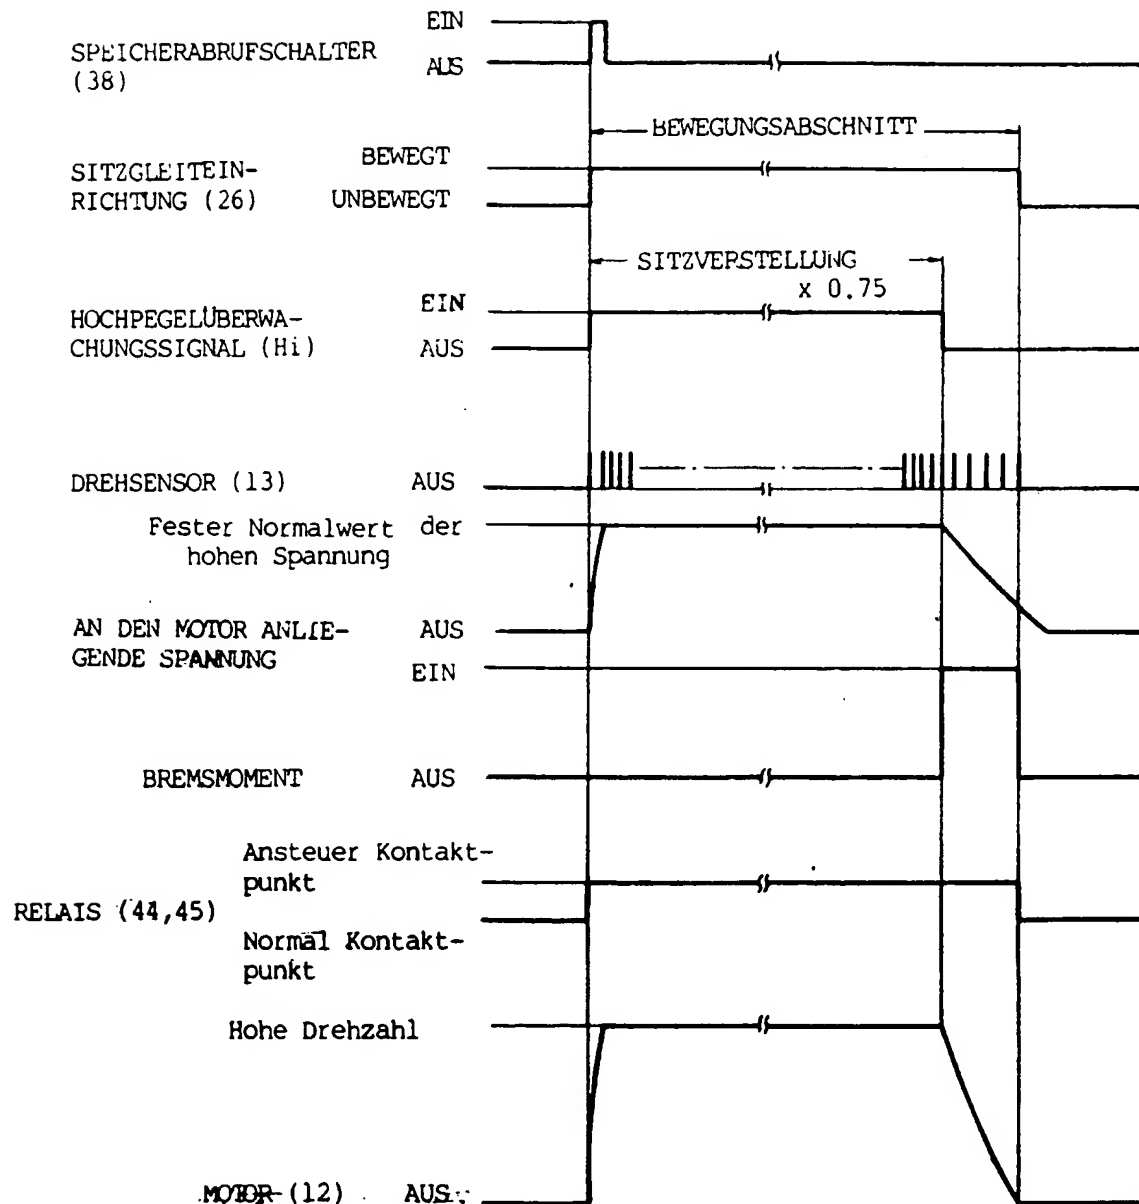 EIN
SPEICHERABRUFSCHALTER
(38)
AUS
BEWEGUNGSABSCHNITT
BEWEGT
SITZGLEITEIN-
RICHTUNG (26)
UNBEWEGT
SITZVERSTELLUNG
x 0.75
EIN
HOCHPEGELÜBERWA-
CHUNGSSIGNAL (Hi)
AUS
DREHSENSOR (13)
AUS
Fester Normalwert der
hohen Spannung
AN DEN MOTOR ANLIE-
GENDE SPANNUNG
AUS
EIN
BREMSMOMENT
AUS
Ansteuer Kontakt-
punkt
RELAIS (44,45)
Normal Kontakt-
punkt
Hohe Drehzahl
MOTOR (12)
AUS